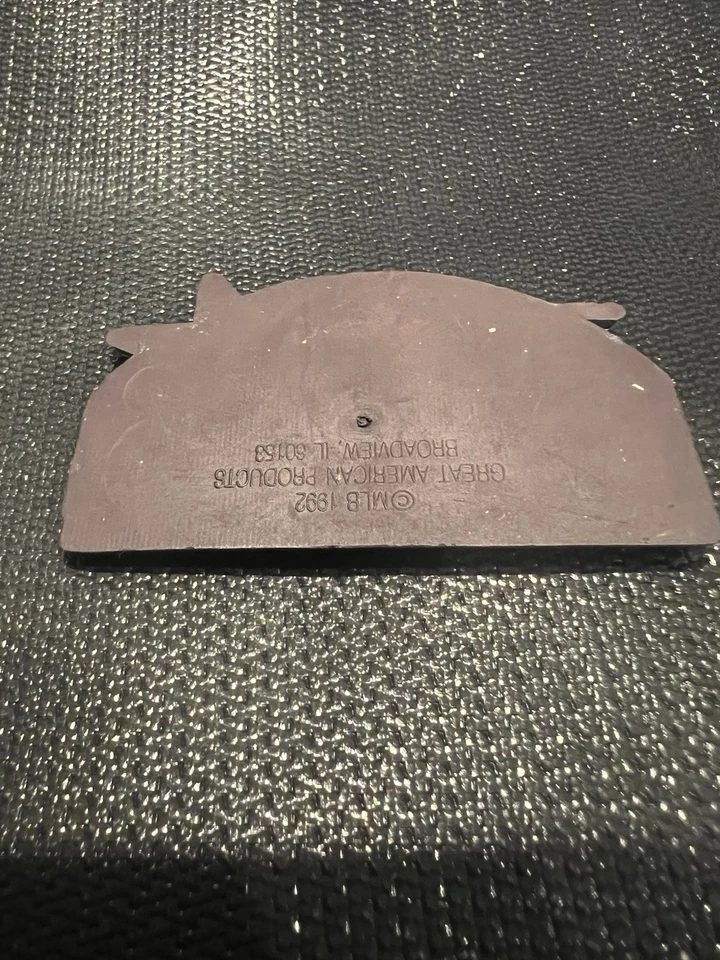 ©MLB 1992
GREAT AMERICAN PRODUCTS
BROADVIEW, IL 60153